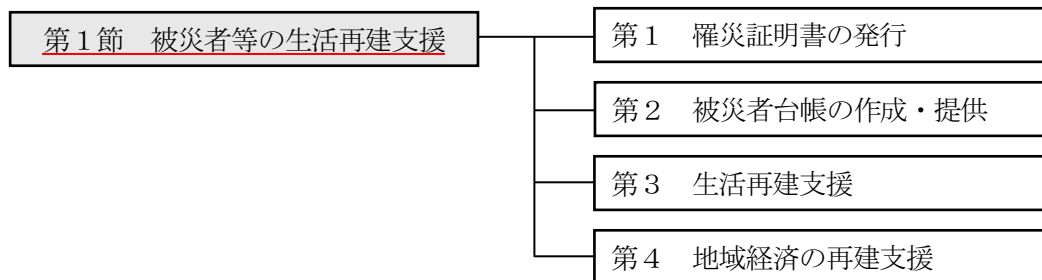 第１節　被災者等の生活再建支援
第１　罹災証明書の発行
第２　被災者台帳の作成・提供
第３　生活再建支援
第４　地域経済の再建支援